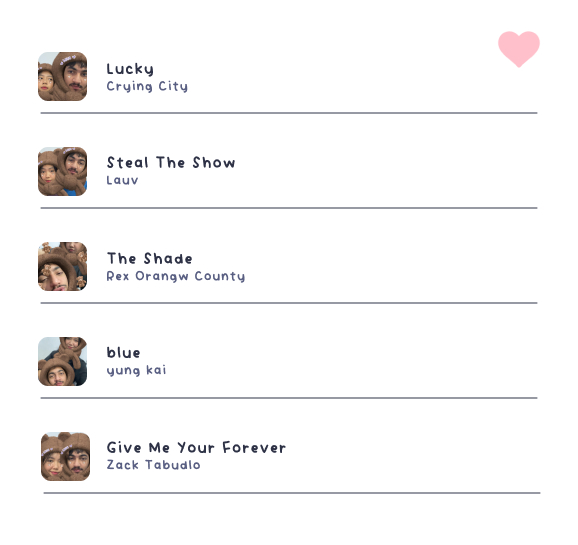 Lucky
Crying City
Steal The Show
Lauv
The Shade
Rex Orangw County
blue
yung kai
Give Me Your Forever
Zack Tabudlo